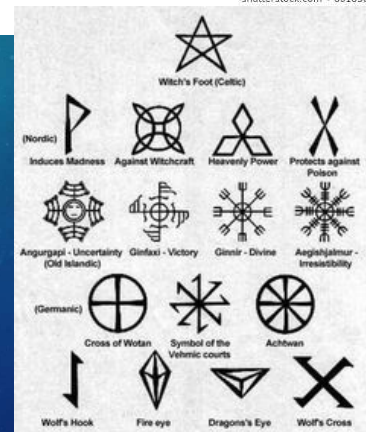 Witch's Foot (Celtic)
(Nordic)
Induces Madness Against Witchcraft Heavenly Power Protects against
Poison
Angurgapi - Uncertainty Ginfaxi - Victory Ginnir - Divine Aegishjalmur -
(Old Islandic) Irresistibility
(Germanic)
Cross of Wotan Symbol of the Achtwan
Vehmic courts
Wolf's Hook Fire eye Dragons's Eye Wolf's Cross